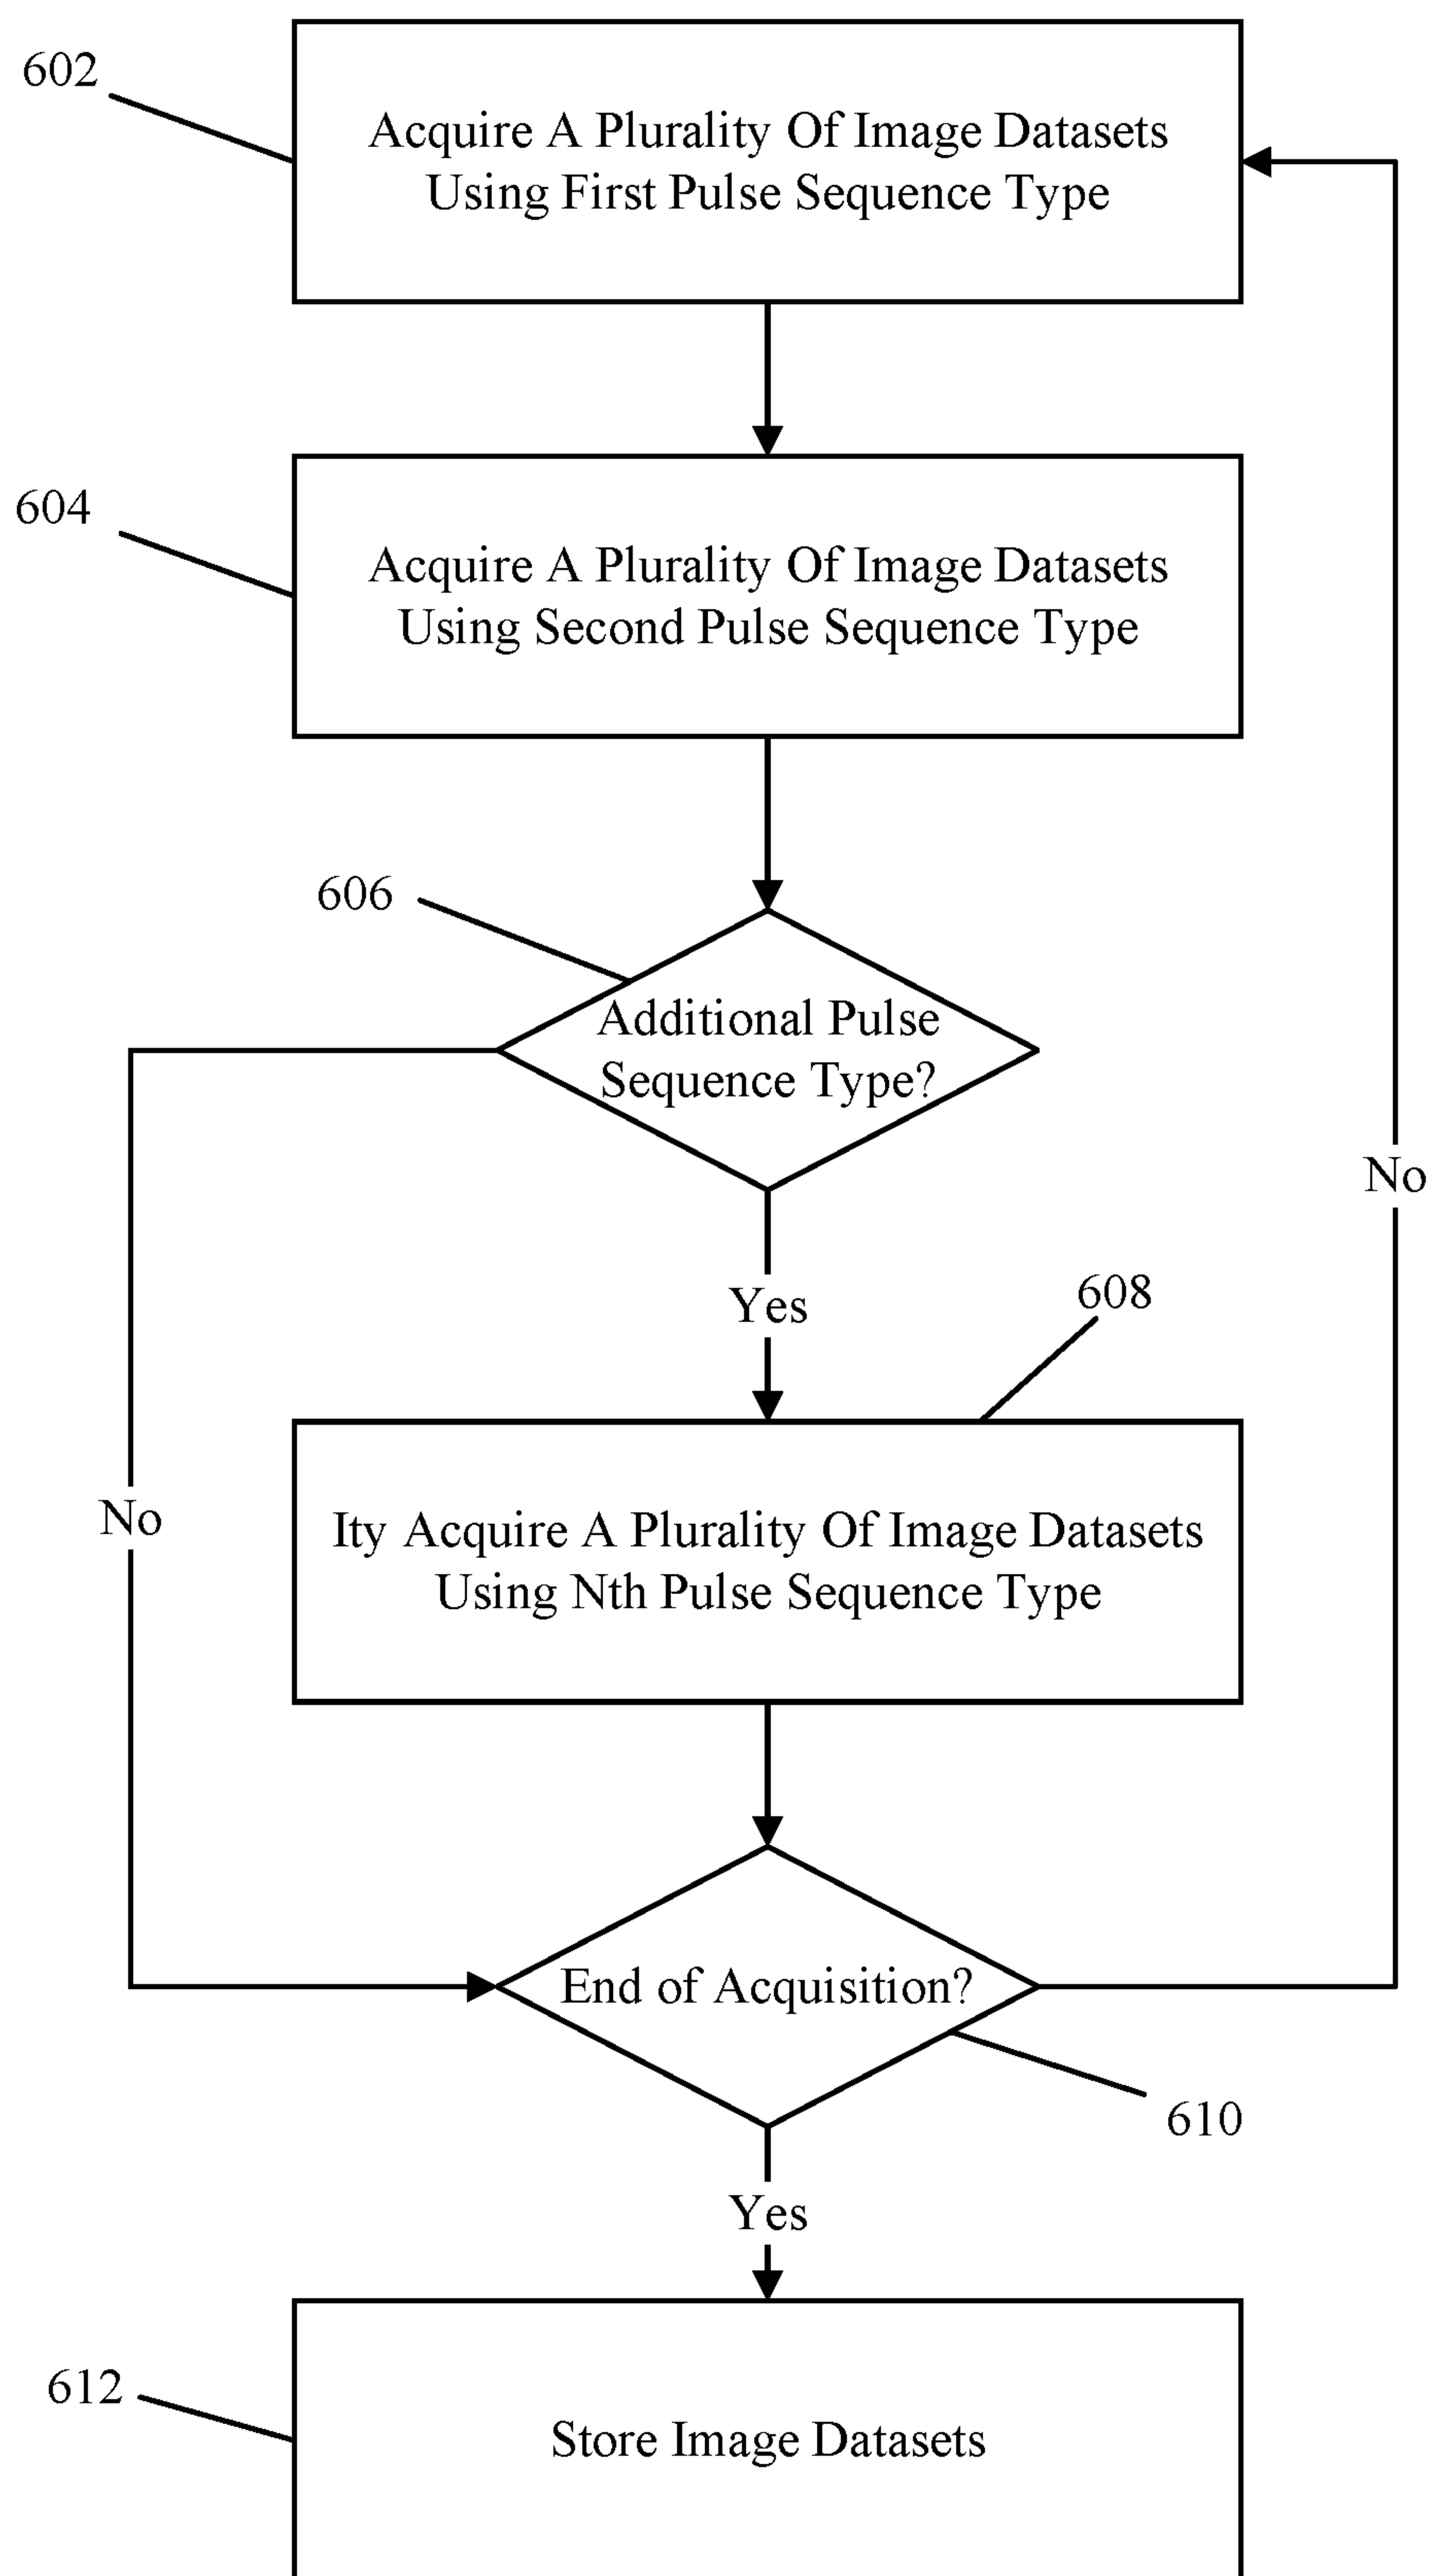 602
Acquire A Plurality Of Image Datasets
Using First Pulse Sequence Type
604
Acquire A Plurality Of Image Datasets
Using Second Pulse Sequence Type
606
Additional Pulse
Sequence Type?
No
Yes
608
No
Ity Acquire A Plurality Of Image Datasets
Using Nth Pulse Sequence Type
End of Acquisition?
610
Yes
612
Store Image Datasets